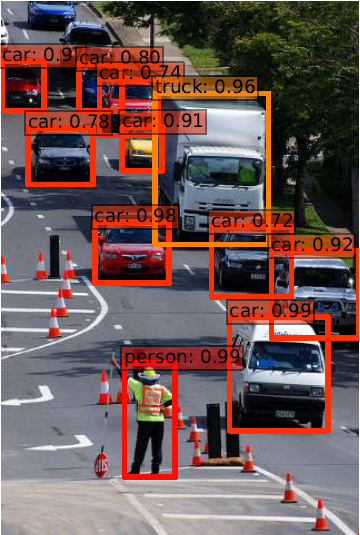 car: 0.91
car: 0.80
car: 0.74
truck: 0.96
car: 0.78
car: 0.91
car: 0.98
car: 0.72
car: 0.92
car: 0.99
person: 0.99